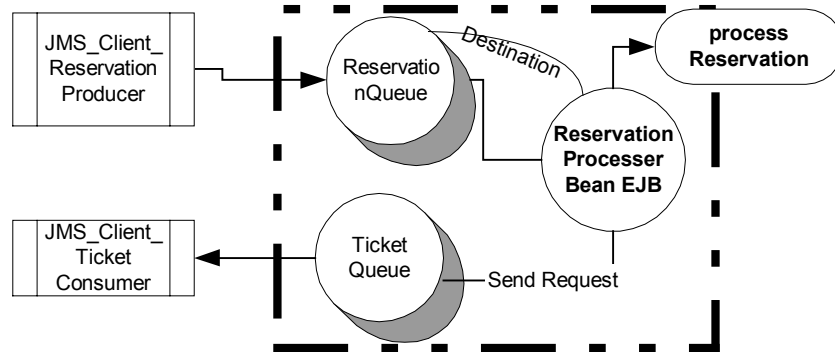 JMS_Client_
Reservation
Producer
Reservatio
nQueue
Destination
process
Reservation
Reservation
Processer
Bean EJB
JMS_Client_
Ticket
Consumer
Ticket
Queue
Send Request